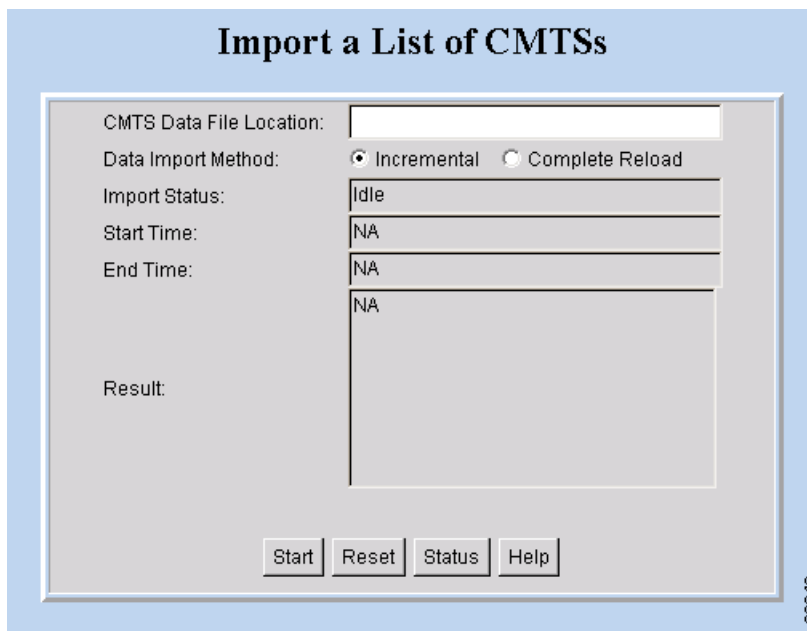 Import a List of CMTSs
CMTS Data File Location:
Data Import Method: Incremental Complete Reload
Import Status: Idle
Start Time: NA
End Time: NA
Result: NA
Start Reset Status Help